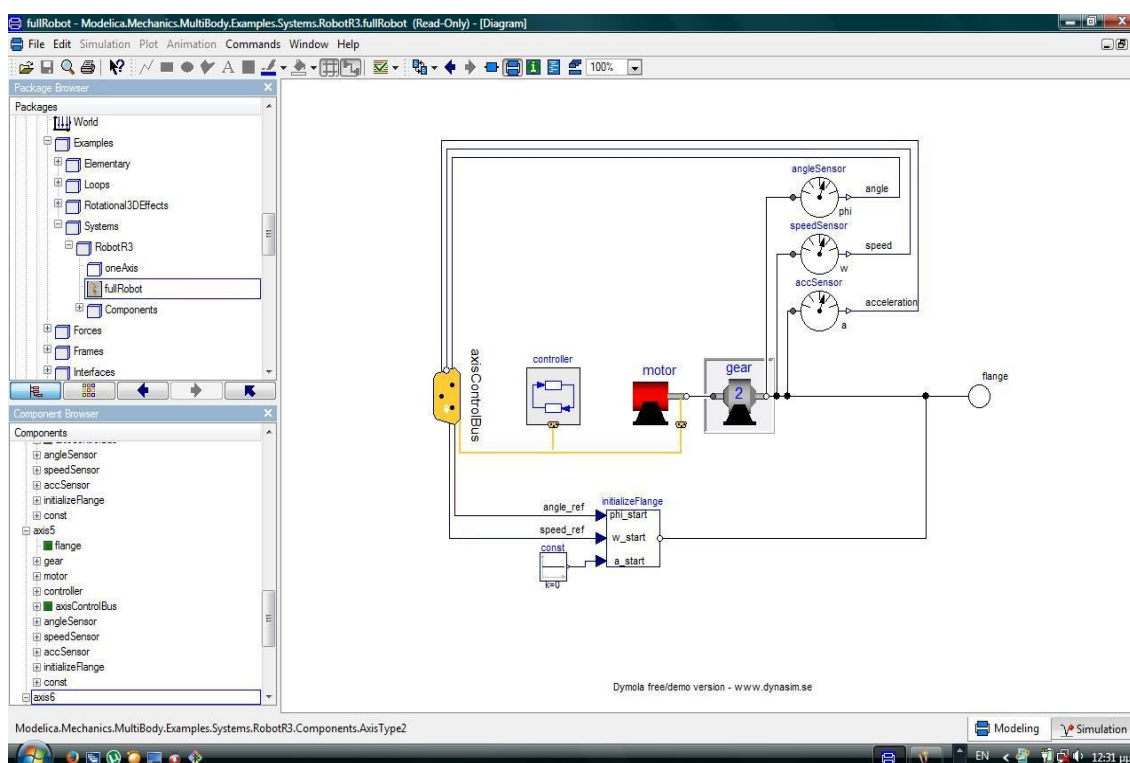 fullRobot - Modelica.Mechanics.MultiBody.Examples.Systems.RobotR3.fullRobot (Read-Only) - [Diagram]
File Edit Simulation Plot Animation Commands Window Help
A 100%
Package Browser
Packages
World
Examples
Elementary
Loops
Rotational3DEffects
Systems
RobotR3
oneAxis
fullRobot
Components
Forces
Frames
Interfaces
Component Browser
Components
angleSensor
speedSensor
accSensor
initializeFlange
const
axis5
flange
gear
motor
controller
axisControlBus
angleSensor
speedSensor
accSensor
initializeFlange
const
axis6
angleSensor
angle
phi
speedSensor
speed
w
accSensor
acceleration
a
axisControlBus
controller
motor
gear
2
flange
initializeFlange
angle_ref
phi_start
speed_ref
w_start
const
a_start
k=0
Dymola free/demo version - www.dynasim.se
Modelica.Mechanics.MultiBody.Examples.Systems.RobotR3.Components.AxisType2
Modeling
Simulation
EN
12:31 μμ